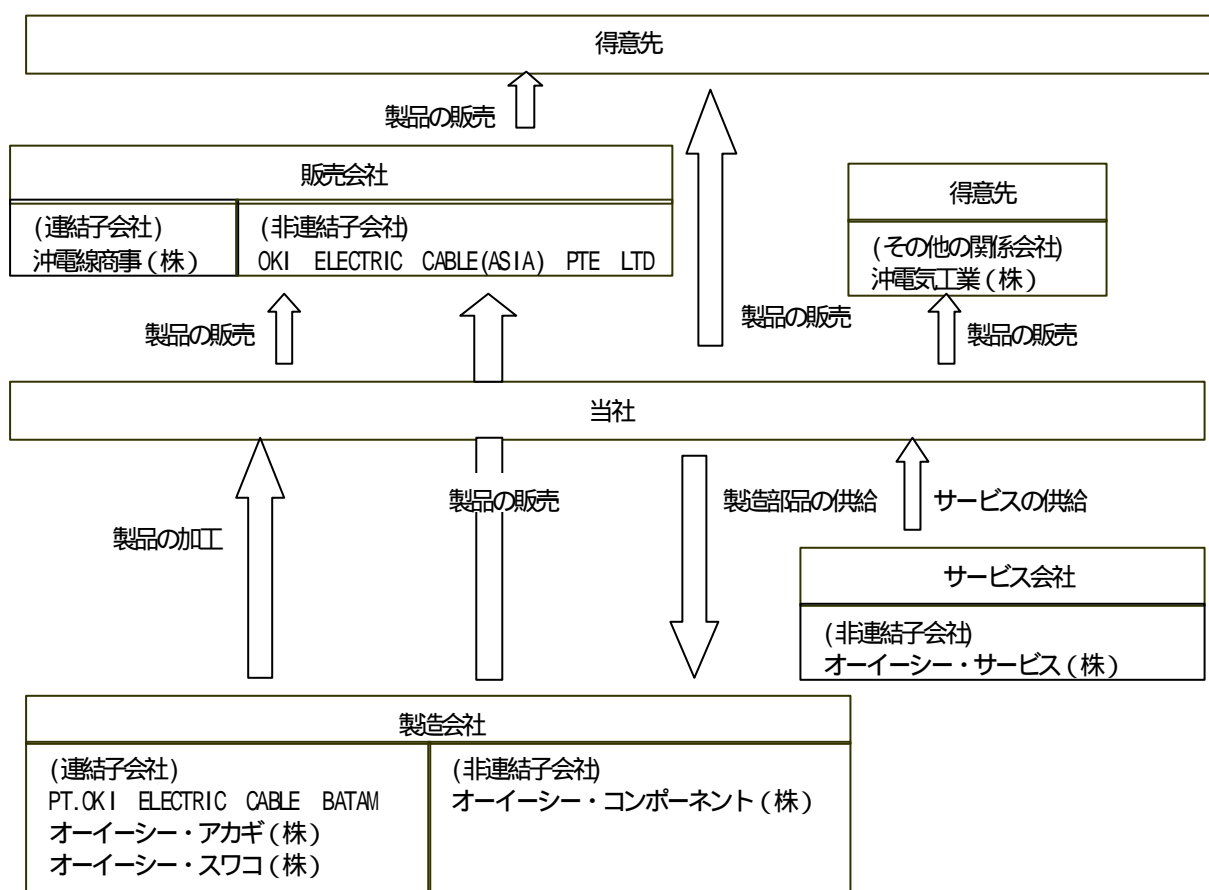 得意先
製品の販売
販売会社
(連結子会社)
沖電線商事(株)
(非連結子会社)
OKI ELECTRIC CABLE(ASIA) PTE LTD
得意先
(その他の関係会社)
沖電気工業(株)
製品の販売
製品の販売
製品の販売
当社
製品の加工
製品の販売
製造部品の供給
サービスの供給
サービス会社
(非連結子会社)
オーイーシー・サービス(株)
製造会社
(連結子会社)
PT.OKI ELECTRIC CABLE BATAM
オーイーシー・アカギ(株)
オーイーシー・スワコ(株)
(非連結子会社)
オーイーシー・コンポーネント(株)